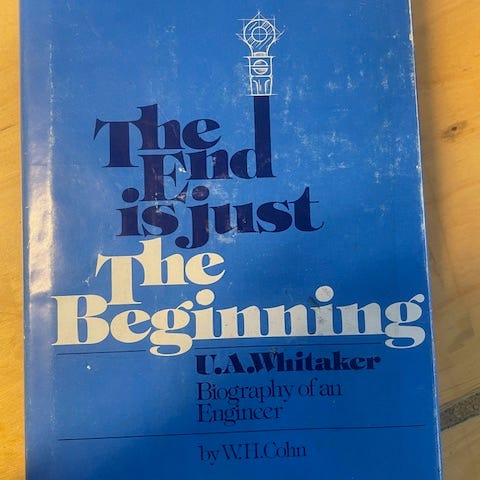 The
End
is just
The
Beginning
U.A. Whitaker
Biography of an
Engineer
by W.H. Cohn